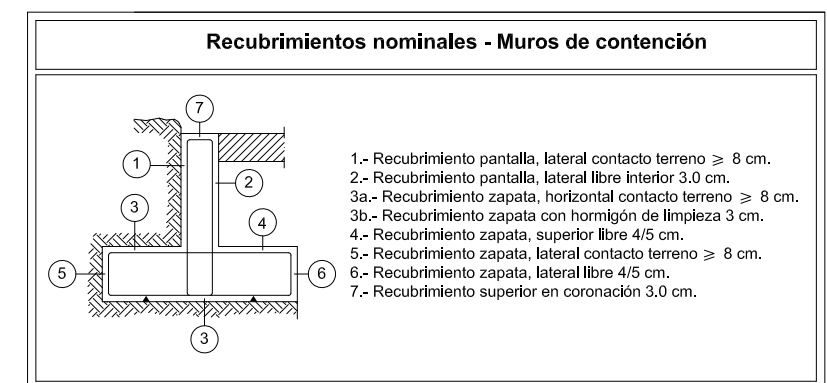 Recubrimientos nominales - Muros de contención
7
1
2
3
4
5
6
3
1.- Recubrimiento pantalla, lateral contacto terreno ⩾ 8 cm.
2.- Recubrimiento pantalla, lateral libre interior 3.0 cm.
3a.- Recubrimiento zapata, horizontal contacto terreno ⩾ 8 cm.
3b.- Recubrimiento zapata con hormigón de limpieza 3 cm.
4.- Recubrimiento zapata, superior libre 4/5 cm.
5.- Recubrimiento zapata, lateral contacto terreno ⩾ 8 cm.
6.- Recubrimiento zapata, lateral libre 4/5 cm.
7.- Recubrimiento superior en coronación 3.0 cm.